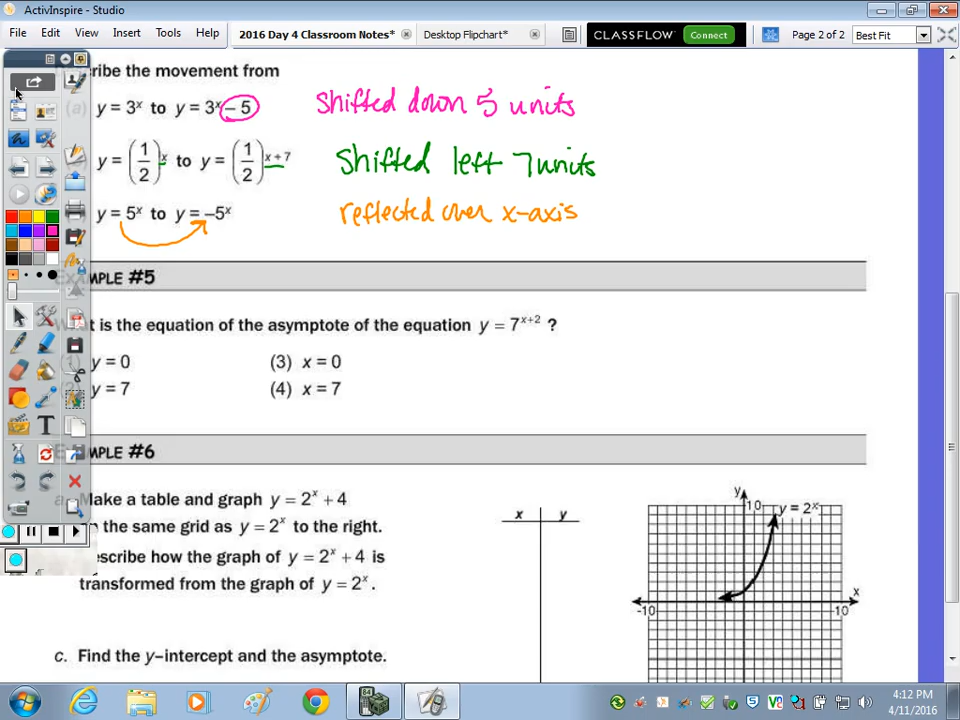 ActivInspire - Studio
File Edit View Insert Tools Help 2016 Day 4 Classroom Notes* Desktop Flipchart* CLASSFLOW Connect Page 2 of 2 Best Fit
cribe the movement from
(a) y = 3ˣ to y = 3ˣ – 5 Shifted down 5 units
y = (1/2)ˣ to y = (1/2)ˣ⁺⁷ Shifted left 7 units
y = 5ˣ to y = –5ˣ reflected over x-axis
EXAMPLE #5
What is the equation of the asymptote of the equation y = 7ˣ⁺² ?
y = 0 (3) x = 0
y = 7 (4) x = 7
EXAMPLE #6
a. Make a table and graph y = 2ˣ + 4
n the same grid as y = 2ˣ to the right.
escribe how the graph of y = 2ˣ + 4 is
transformed from the graph of y = 2ˣ.
c. Find the y–intercept and the asymptote.
x y
y 10 y = 2ˣ
x
-10 10
4:12 PM
4/11/2016